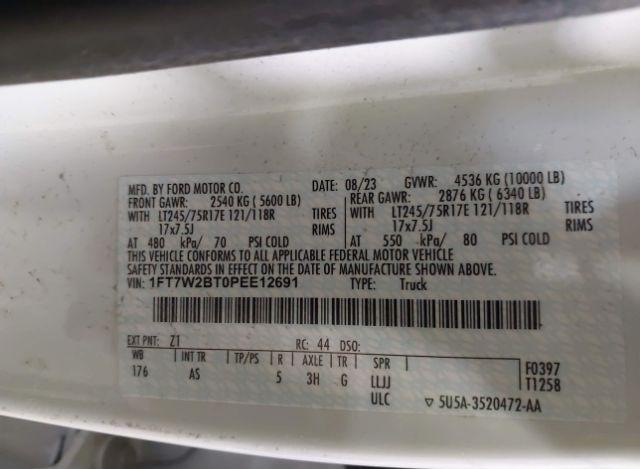 MFD. BY FORD MOTOR CO. DATE: 08/23 GVWR: 4536 KG (10000 LB)
FRONT GAWR: 2540 KG (5600 LB) REAR GAWR: 2876 KG (6340 LB)
WITH LT245/75R17E 121/118R TIRES WITH LT245/75R17E 121/118R TIRES
17x7.5J RIMS 17x7.5J RIMS
AT 480 kPa/ 70 PSI COLD AT 550 kPa/ 80 PSI COLD
THIS VEHICLE CONFORMS TO ALL APPLICABLE FEDERAL MOTOR VEHICLE
SAFETY STANDARDS IN EFFECT ON THE DATE OF MANUFACTURE SHOWN ABOVE.
VIN: 1FT7W2BT0PEE12691 TYPE: Truck
EXT PNT: Z1 RC: 44 DSO:
WB INT TR TP/PS R AXLE TR SPR F0397
176 AS 5 3H G LLJJ T1258
ULC ▽ 5U5A-3520472-AA